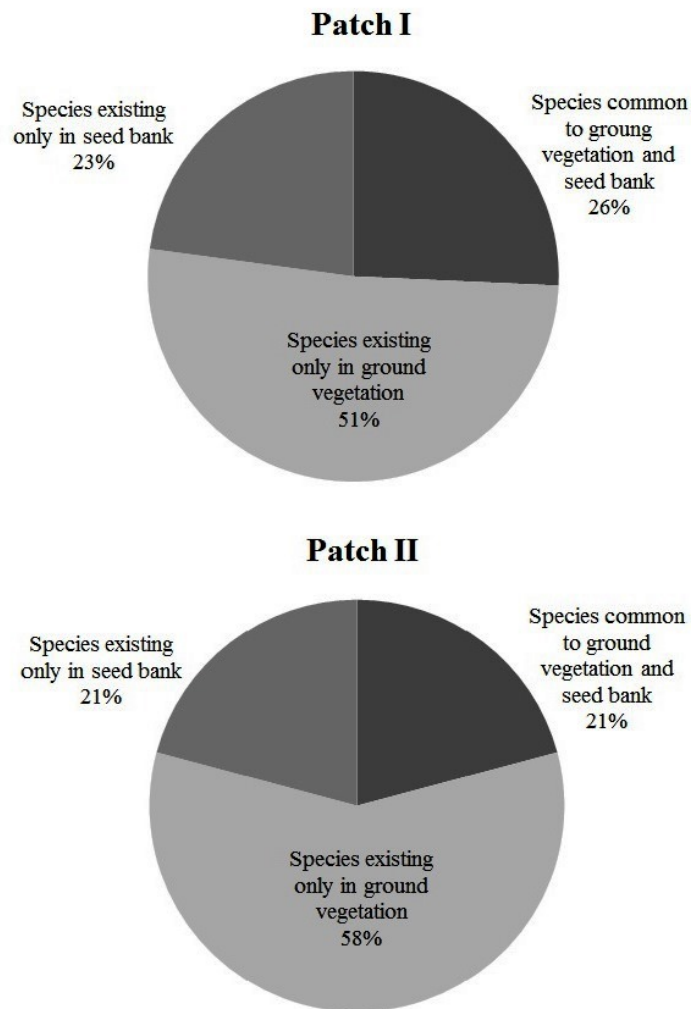 Patch I
Species existing
only in seed bank
23%
Species common
to groung
vegetation and
seed bank
26%
Species existing
only in ground
vegetation
51%
Patch II
Species existing
only in seed bank
21%
Species common
to ground
vegetation and
seed bank
21%
Species existing
only in ground
vegetation
58%